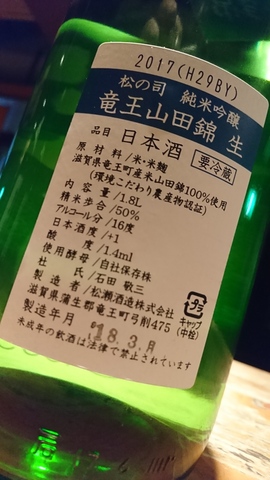 2017(H29BY)
松の司 純米吟醸
竜王山田錦 生
品目 日本酒 要冷蔵
原材料/米・米麹
滋賀県竜王町産米山田錦100%使用
(環境こだわり農産物認証)
内容量/1.8L
精米歩合/50%
アルコール分/16度
日本酒度/+1
酸度/1.4ml
使用酵母/自社保存株
杜氏/石田 敬三
製造者/松瀬酒造株式会社
滋賀県蒲生郡竜王町弓削475
製造年月 18.3.月
未成年の飲酒は法律で禁止されています
プラ
キャップ
(中栓)